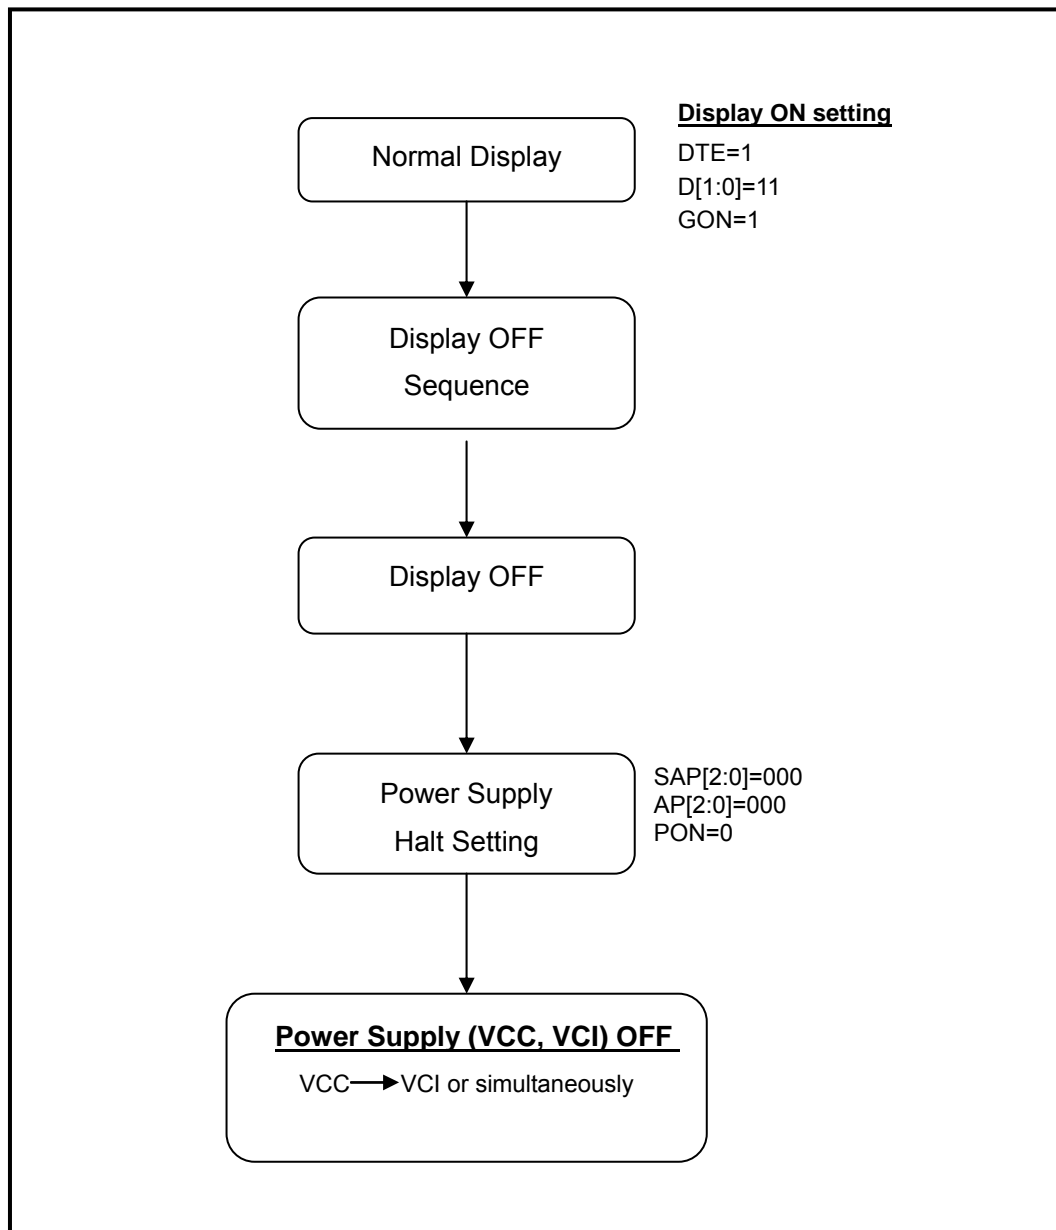 Normal Display
Display ON setting
DTE=1
D[1:0]=11
GON=1
Display OFF
Sequence
Display OFF
Power Supply
Halt Setting
SAP[2:0]=000
AP[2:0]=000
PON=0
Power Supply (VCC, VCI) OFF
VCC→VCI or simultaneously